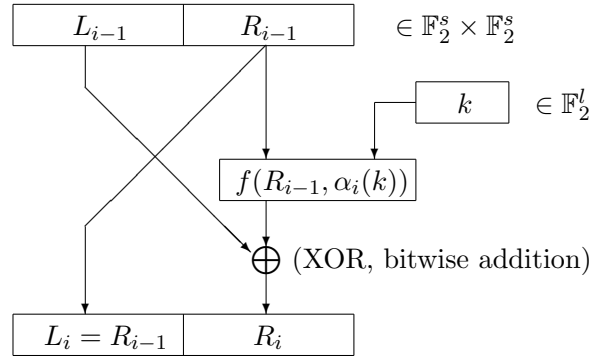 L_{i−1} R_{i−1} ∈ 𝔽_2^s × 𝔽_2^s
k ∈ 𝔽_2^l
f(R_{i−1}, α_i(k))
⊕ (XOR, bitwise addition)
L_i = R_{i−1} R_i